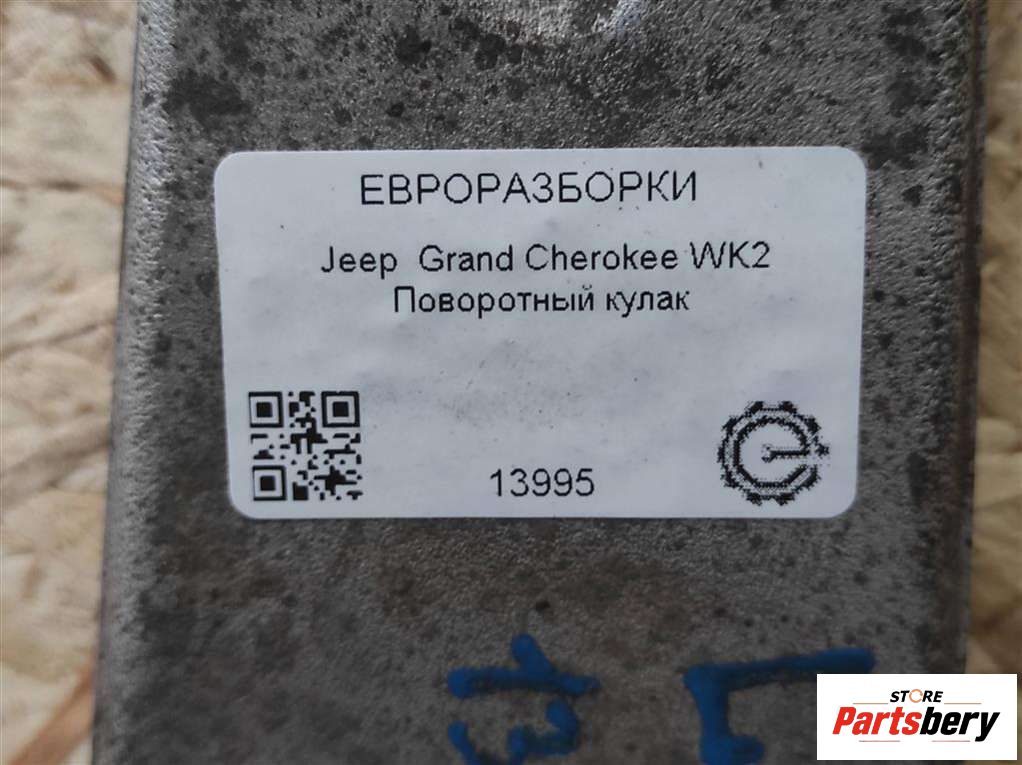 ЕВРОРАЗБОРКИ
Jeep Grand Cherokee WK2
Поворотный кулак
13995
STORE
Partsbery